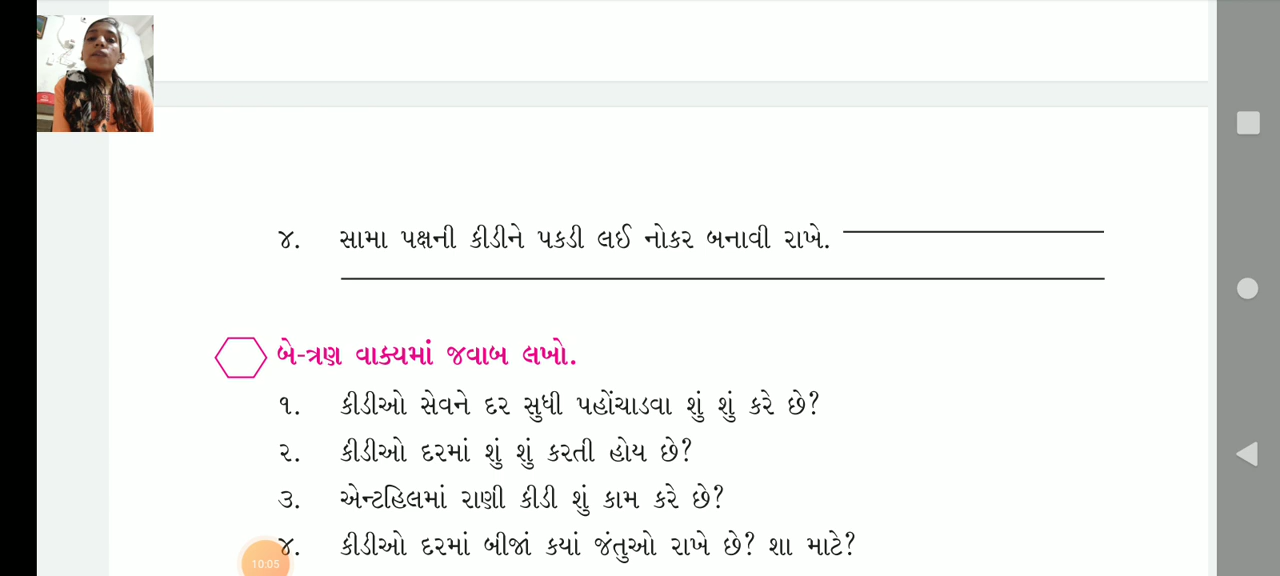 ૪. સામા પક્ષની કીડીને પકડી લઈ નોકર બનાવી રાખે.
બે-ત્રણ વાક્યમાં જવાબ લખો.
૧. કીડીઓ સેવને દર સુધી પહોંચાડવા શું શું કરે છે?
૨. કીડીઓ દરમાં શું શું કરતી હોય છે?
૩. એન્ટહિલમાં રાણી કીડી શું કામ કરે છે?
૪. કીડીઓ દરમાં બીજાં કયાં જંતુઓ રાખે છે? શા માટે?
10:05